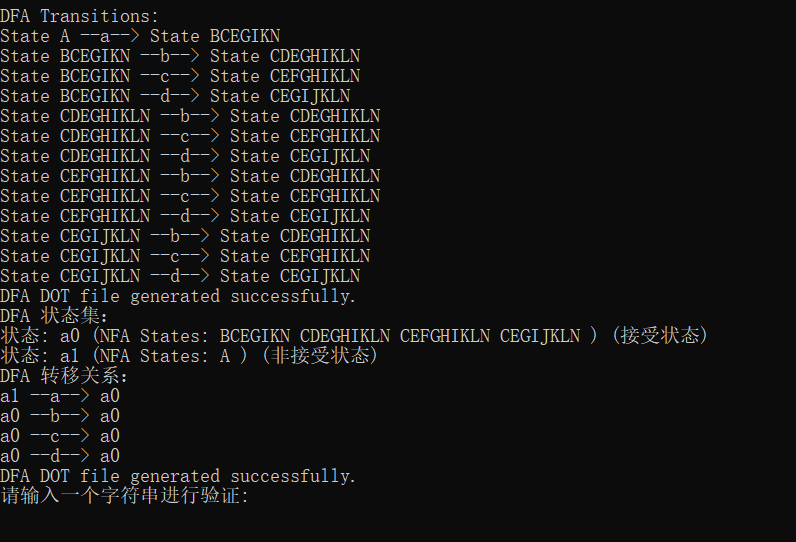 DFA Transitions:
State A --a--> State BCEGIKN
State BCEGIKN --b--> State CDEGHIKLN
State BCEGIKN --c--> State CEFGHIKLN
State BCEGIKN --d--> State CEGIJKLN
State CDEGHIKLN --b--> State CDEGHIKLN
State CDEGHIKLN --c--> State CEFGHIKLN
State CDEGHIKLN --d--> State CEGIJKLN
State CEFGHIKLN --b--> State CDEGHIKLN
State CEFGHIKLN --c--> State CEFGHIKLN
State CEFGHIKLN --d--> State CEGIJKLN
State CEGIJKLN --b--> State CDEGHIKLN
State CEGIJKLN --c--> State CEFGHIKLN
State CEGIJKLN --d--> State CEGIJKLN
DFA DOT file generated successfully.
DFA 状态集:
状态: a0 (NFA States: BCEGIKN CDEGHIKLN CEFGHIKLN CEGIJKLN ) (接受状态)
状态: a1 (NFA States: A ) (非接受状态)
DFA 转移关系:
a1 --a--> a0
a0 --b--> a0
a0 --c--> a0
a0 --d--> a0
DFA DOT file generated successfully.
请输入一个字符串进行验证: